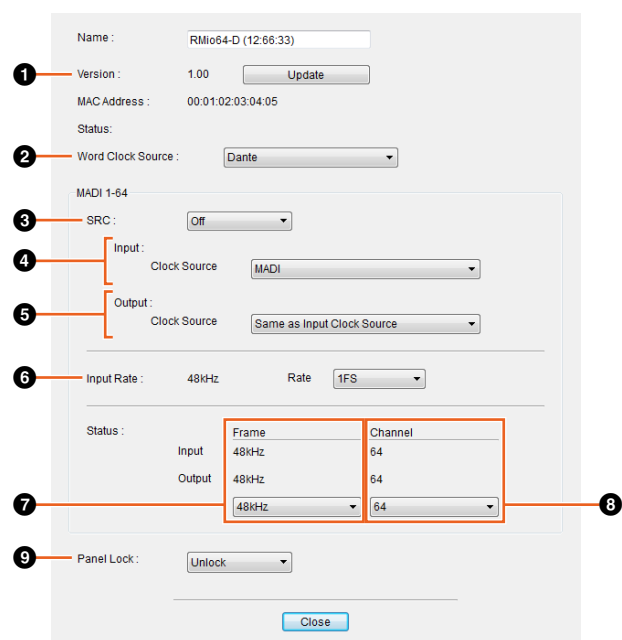 Name :
RMio64-D (12:66:33)
1
Version :
1.00
Update
MAC Address :
00:01:02:03:04:05
Status:
2
Word Clock Source :
Dante
MADI 1-64
3
SRC :
Off
4
Input :
Clock Source
MADI
5
Output :
Clock Source
Same as Input Clock Source
6
Input Rate :
48kHz
Rate
1FS
Status :
Frame
Channel
Input
48kHz
64
Output
48kHz
64
7
48kHz
64
8
9
Panel Lock :
Unlock
Close